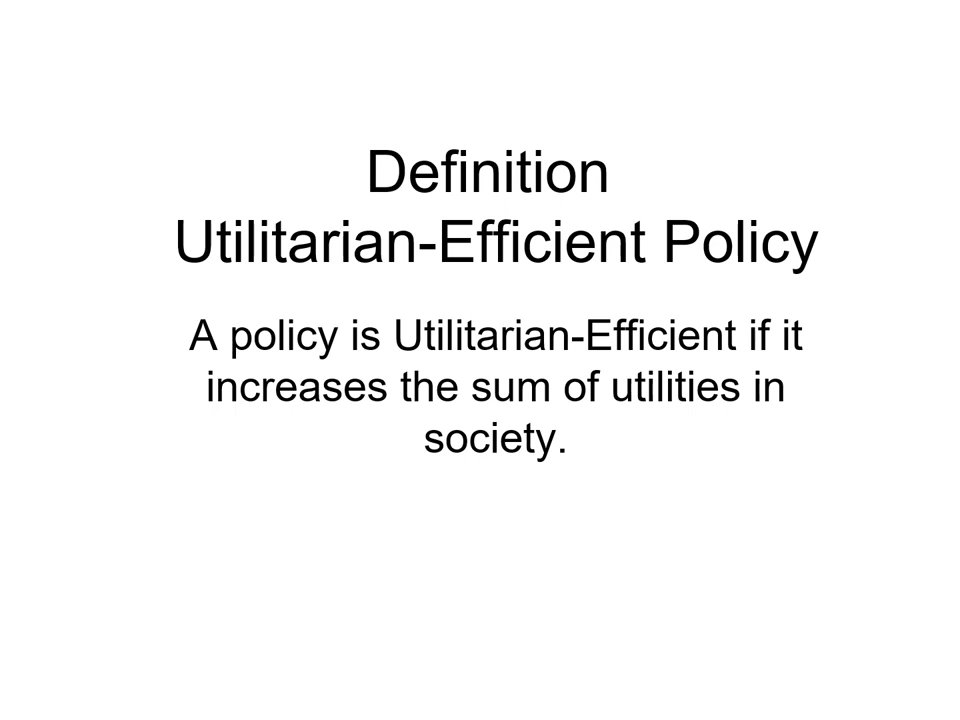 Definition
Utilitarian-Efficient Policy
A policy is Utilitarian-Efficient if it
increases the sum of utilities in
society.